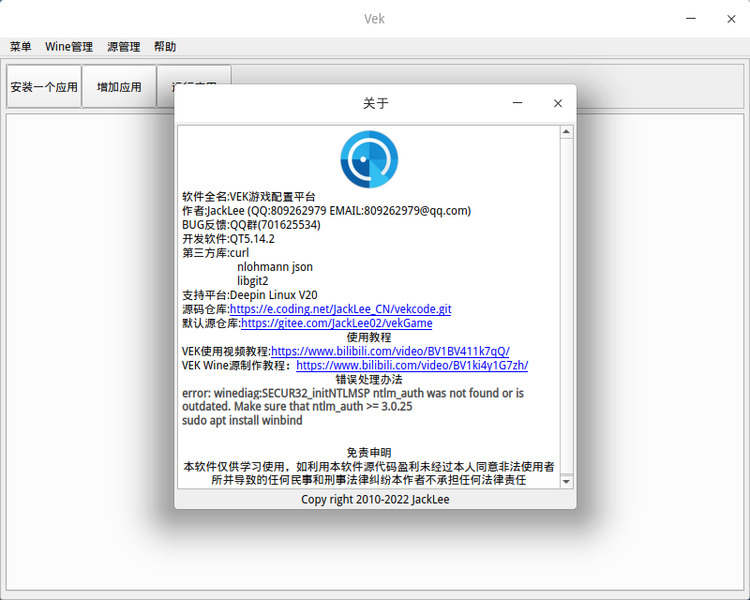 Vek
菜单 Wine管理 源管理 帮助
安装一个应用 增加应用
关于
软件全名:VEK游戏配置平台
作者:JackLee (QQ:809262979 EMAIL:809262979@qq.com)
BUG反馈:QQ群(701625534)
开发软件:QT5.14.2
第三方库:curl
nlohmann json
libgit2
支持平台:Deepin Linux V20
源码仓库:https://e.coding.net/JackLee_CN/vekcode.git
默认源仓库:https://gitee.com/JackLee02/vekGame
使用教程
VEK使用视频教程:https://www.bilibili.com/video/BV1BV411k7qQ/
VEK Wine源制作教程：https://www.bilibili.com/video/BV1ki4y1G7zh/
错误处理办法
error: winediag:SECUR32_initNTLMSP ntlm_auth was not found or is
outdated. Make sure that ntlm_auth >= 3.0.25
sudo apt install winbind
免责申明
本软件仅供学习使用，如利用本软件源代码盈利未经过本人同意非法使用者
所并导致的任何民事和刑事法律纠纷本作者不承担任何法律责任
Copy right 2010-2022 JackLee